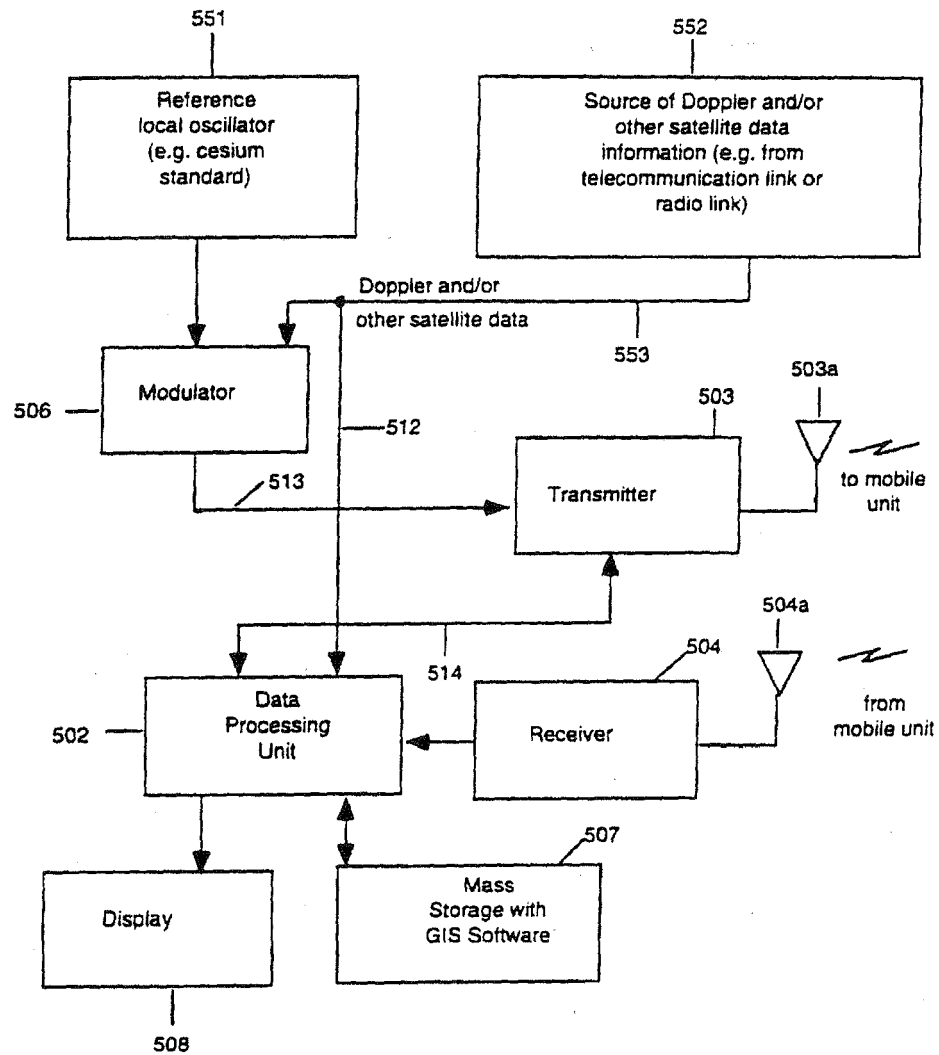 551
552
Reference
local oscillator
(e.g. cesium
standard)
Source of Doppler and/or
other satellite data
information (e.g. from
telecommunication link or
radio link)
Doppler and/or
other satellite data
553
Modulator
506
512
513
503
503a
Transmitter
to mobile
unit
514
504
504a
Data
Processing
Unit
502
Receiver
from
mobile unit
507
Display
Mass
Storage with
GIS Software
508